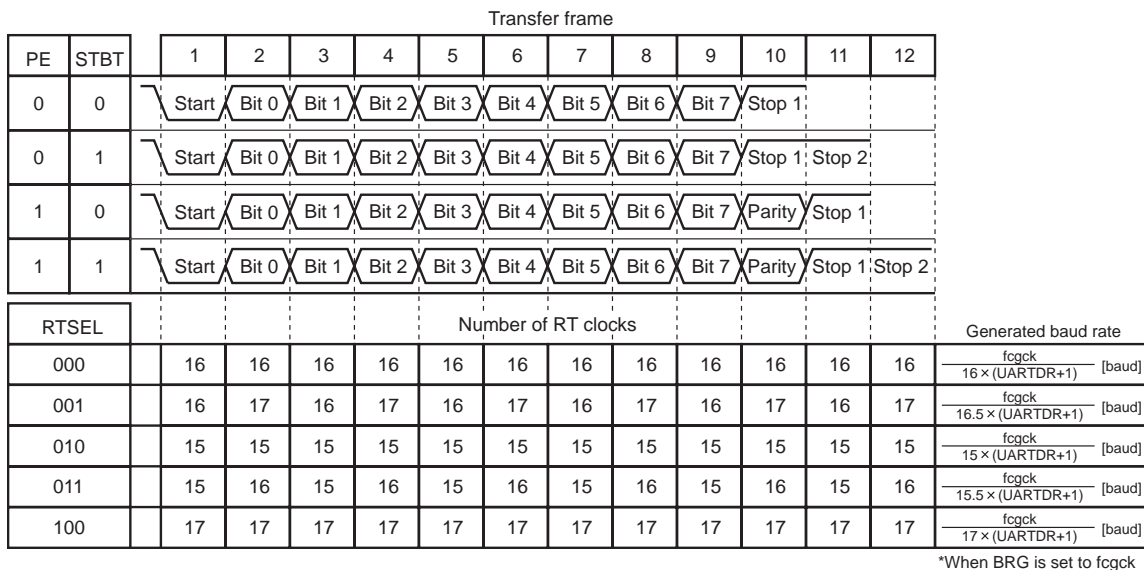 Transfer frame
PE STBT 1 2 3 4 5 6 7 8 9 10 11 12
0 0 Start Bit 0 Bit 1 Bit 2 Bit 3 Bit 4 Bit 5 Bit 6 Bit 7 Stop 1
0 1 Start Bit 0 Bit 1 Bit 2 Bit 3 Bit 4 Bit 5 Bit 6 Bit 7 Stop 1 Stop 2
1 0 Start Bit 0 Bit 1 Bit 2 Bit 3 Bit 4 Bit 5 Bit 6 Bit 7 Parity Stop 1
1 1 Start Bit 0 Bit 1 Bit 2 Bit 3 Bit 4 Bit 5 Bit 6 Bit 7 Parity Stop 1 Stop 2
RTSEL Number of RT clocks Generated baud rate
000 16 16 16 16 16 16 16 16 16 16 16 16 fcgck / 16×(UARTDR+1) [baud]
001 16 17 16 17 16 17 16 17 16 17 16 17 fcgck / 16.5×(UARTDR+1) [baud]
010 15 15 15 15 15 15 15 15 15 15 15 15 fcgck / 15×(UARTDR+1) [baud]
011 15 16 15 16 15 16 15 16 15 16 15 16 fcgck / 15.5×(UARTDR+1) [baud]
100 17 17 17 17 17 17 17 17 17 17 17 17 fcgck / 17×(UARTDR+1) [baud]
*When BRG is set to fcgck